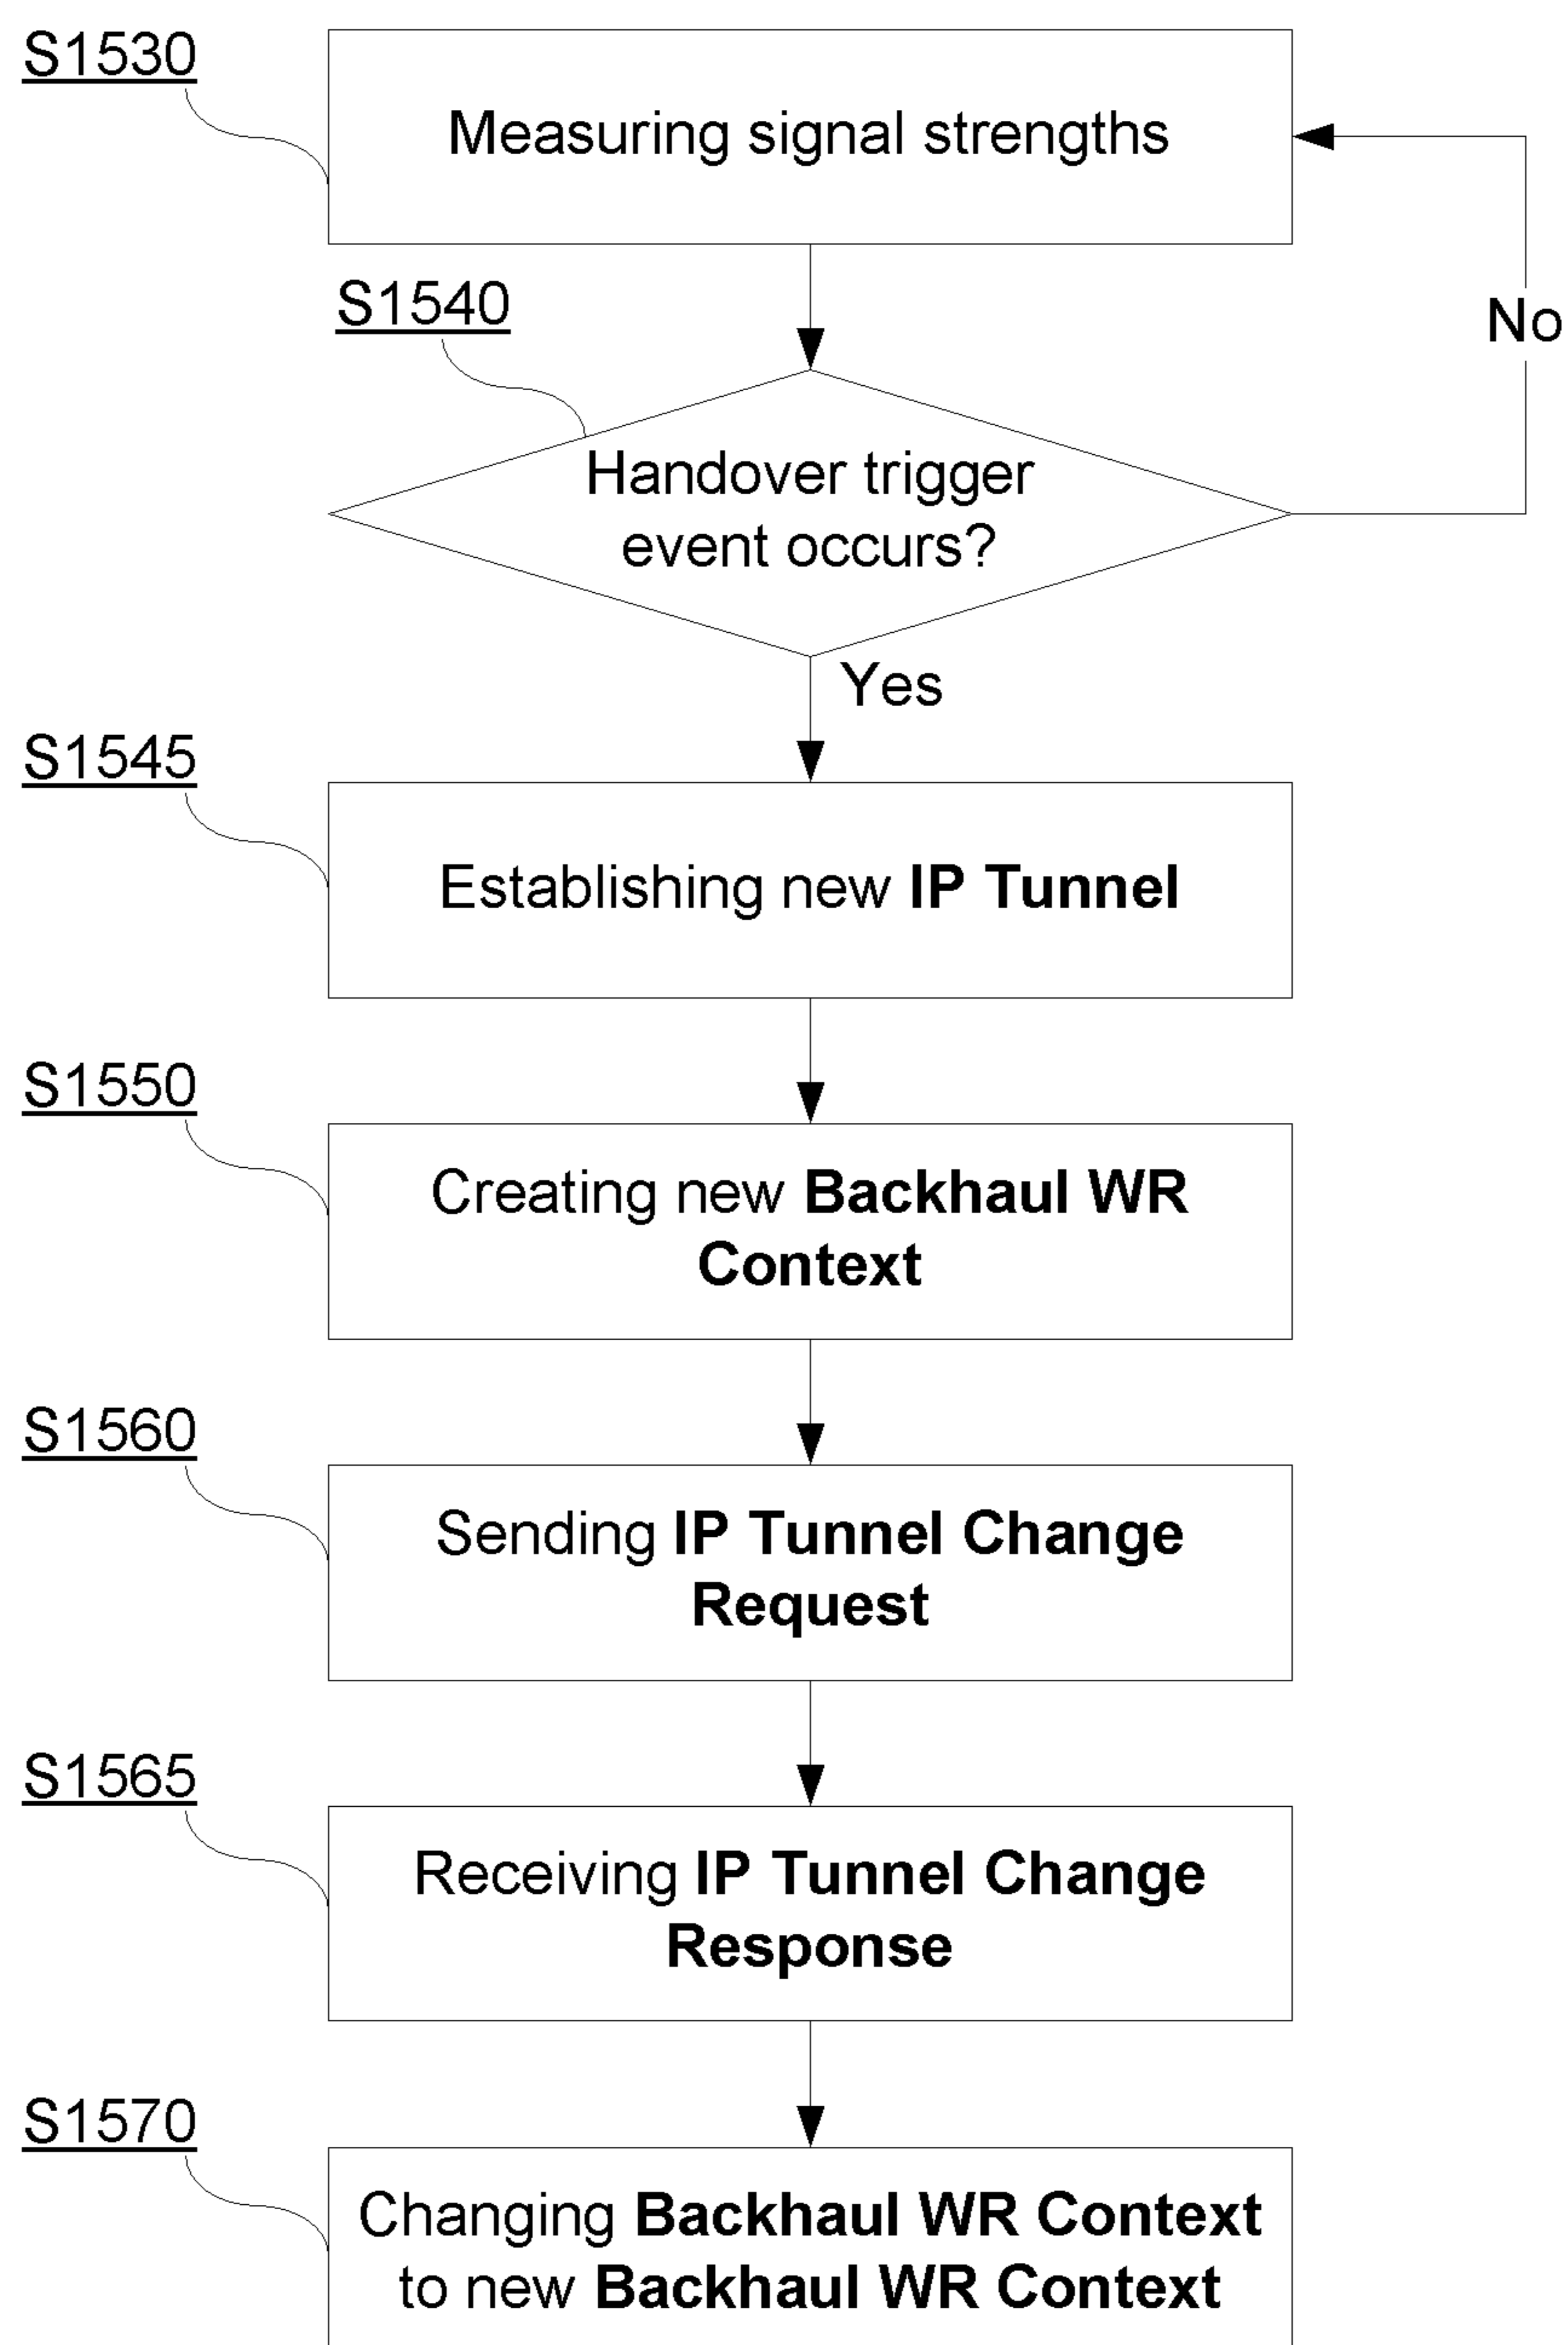 S1530
Measuring signal strengths
S1540
No
Handover trigger
event occurs?
Yes
S1545
Establishing new IP Tunnel
S1550
Creating new Backhaul WR
Context
S1560
Sending IP Tunnel Change
Request
S1565
Receiving IP Tunnel Change
Response
S1570
Changing Backhaul WR Context
to new Backhaul WR Context